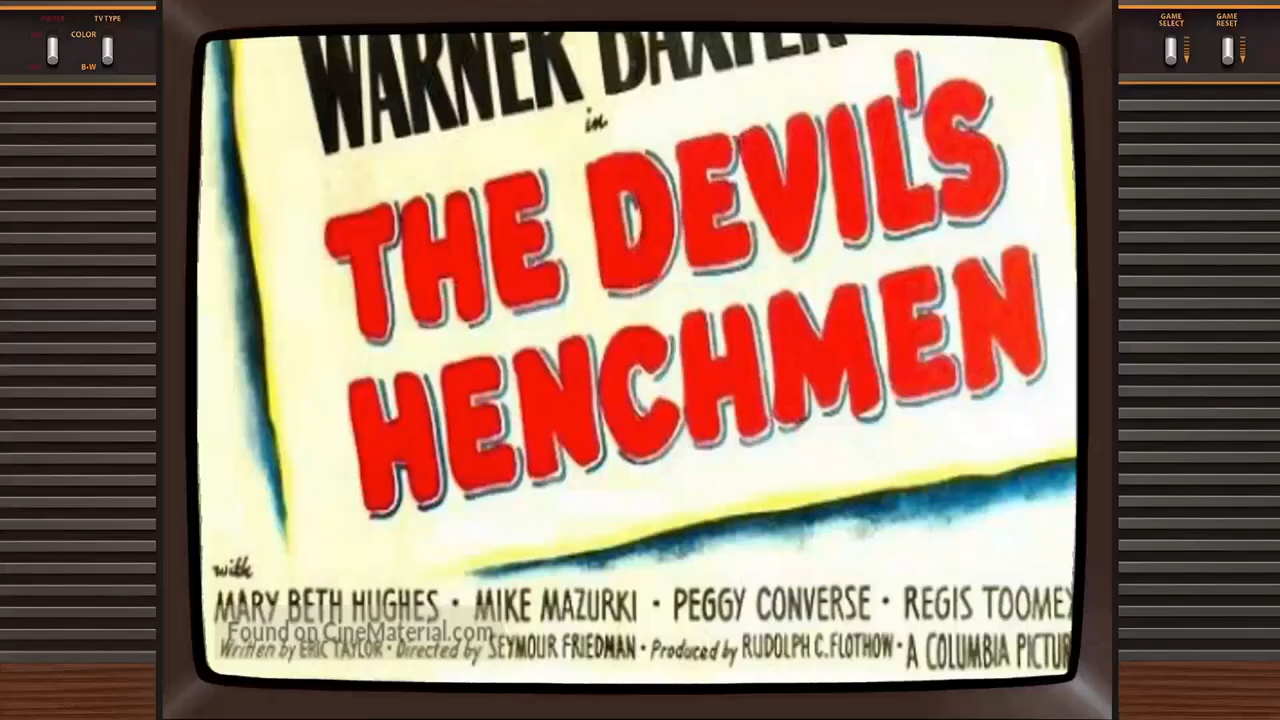 POWER
TV TYPE
COLOR
B•W
GAME SELECT
GAME RESET
WARNER BAXTER
in
THE DEVIL'S
HENCHMEN
with
MARY BETH HUGHES • MIKE MAZURKI • PEGGY CONVERSE • REGIS TOOMEY
Found on CineMaterial.com
Written by ERIC TAYLOR • Directed by SEYMOUR FRIEDMAN • Produced by RUDOLPH C. FLOTHOW • A COLUMBIA PICTUR